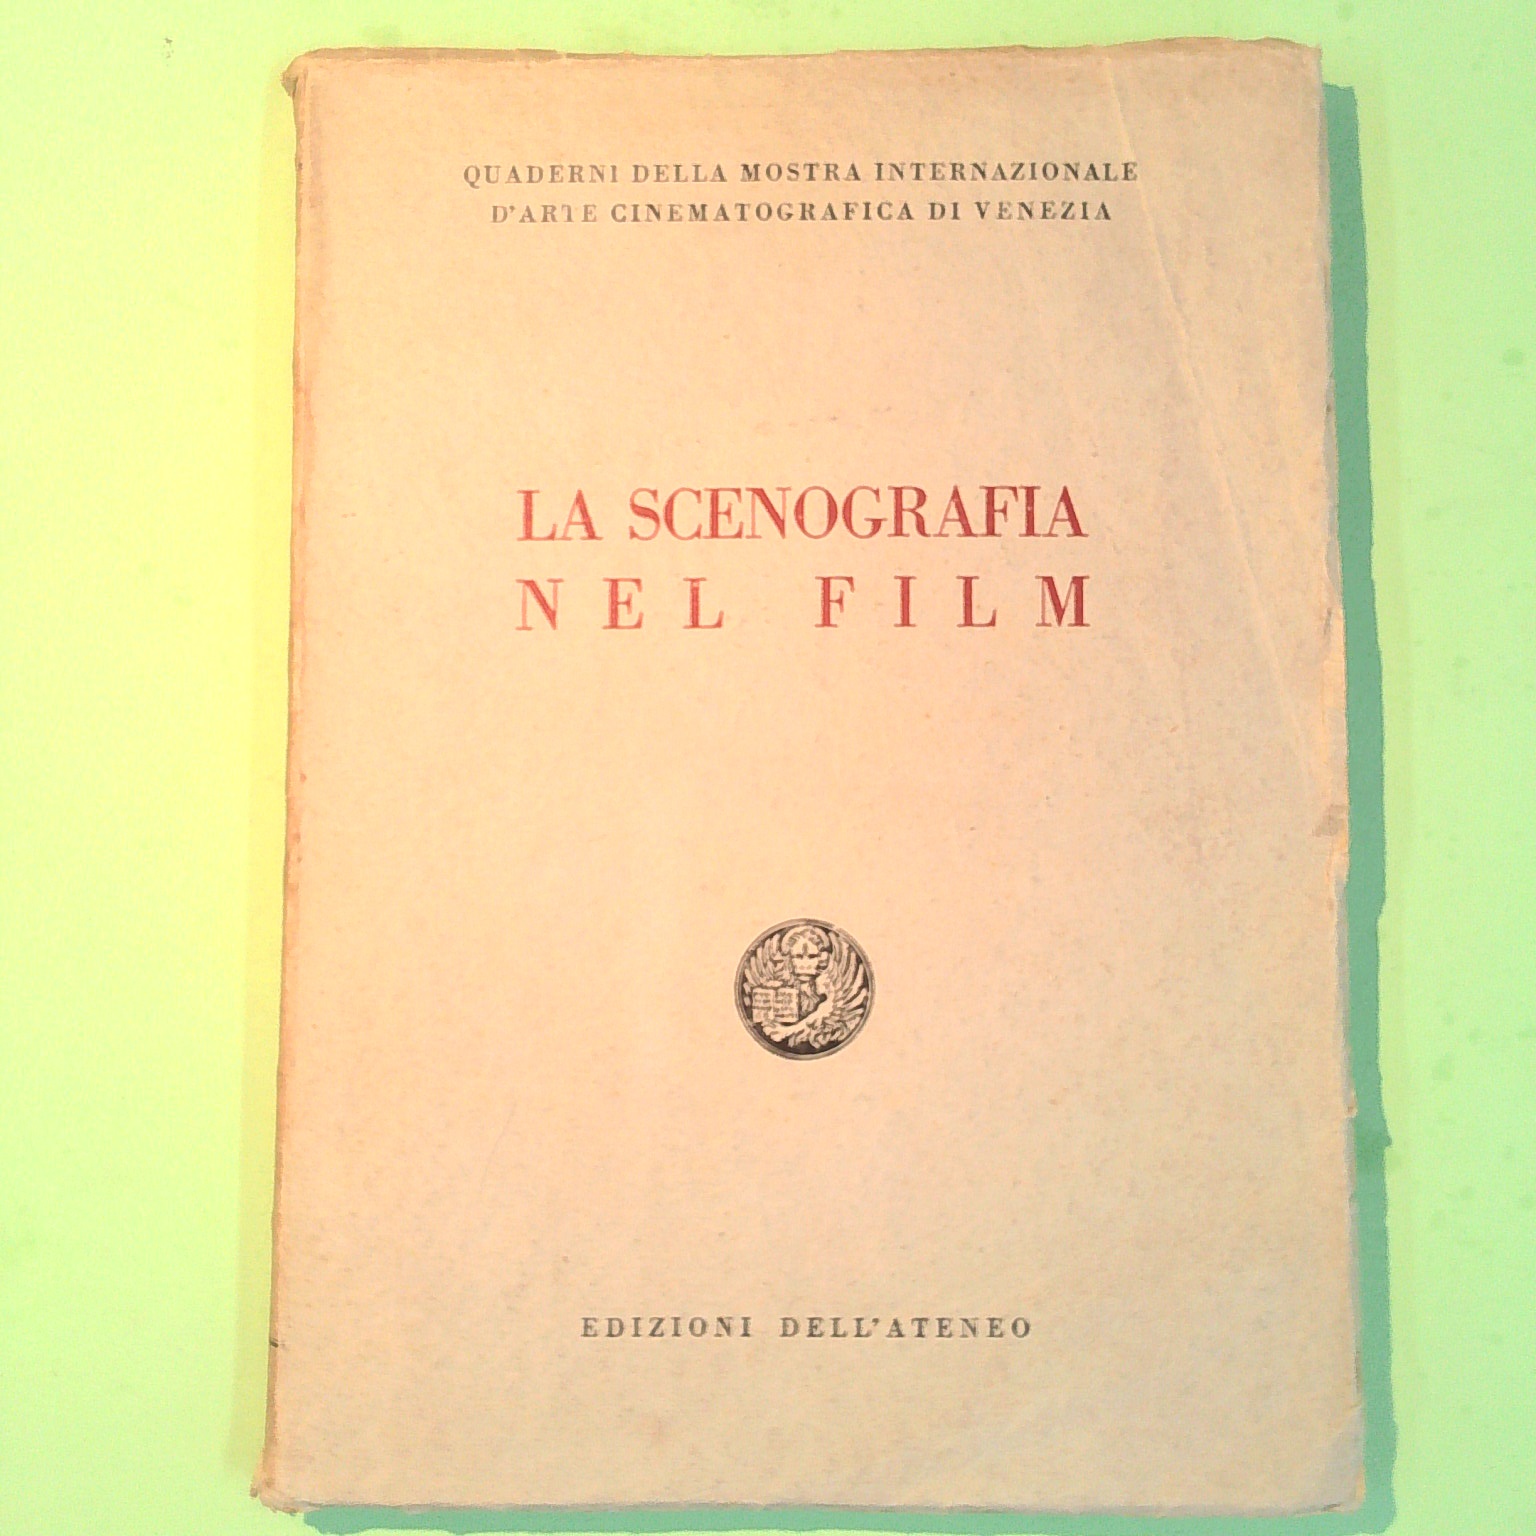 QUADERNI DELLA MOSTRA INTERNAZIONALE
D'ARTE CINEMATOGRAFICA DI VENEZIA
LA SCENOGRAFIA
NEL FILM
EDIZIONI DELL'ATENEO